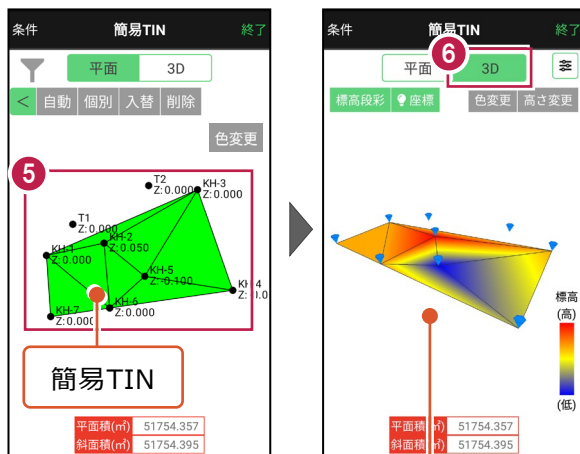 条件 簡易TIN 終了
平面 3D
< 自動 個別 入替 削除
色変更
5
T2
Z:0.000
KH-3
Z:0.000
T1
Z:0.000
KH-2
Z:0.050
KH-1
Z:0.000
KH-5
Z:-0.100
KH-6
Z:0.000
KH-7
Z:0.000
簡易TIN
平面積(㎡) 51754.357
斜面積(㎡) 51754.395
条件 簡易TIN 終了
6
平面 3D
標高段彩 座標 色変更 高さ変更
標高
(高)
(低)
平面積(㎡) 51754.357
斜面積(㎡) 51754.395